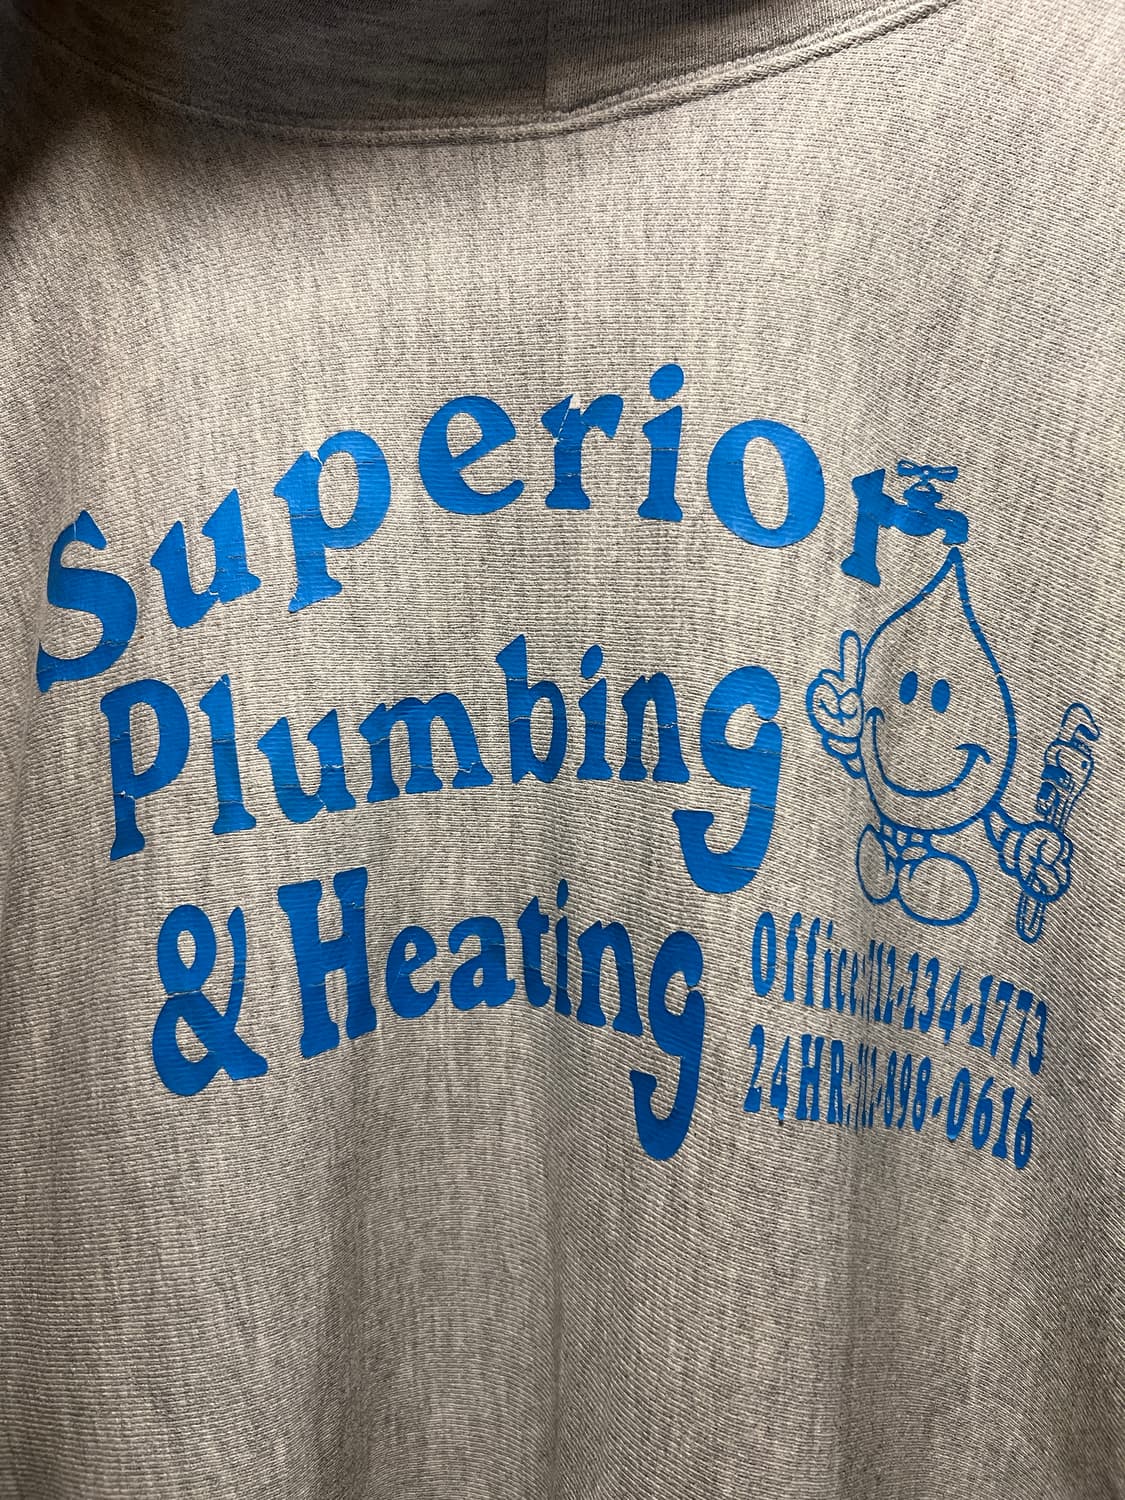 Superior
Plumbing
& Heating
Office:712-234-1773
24HR:712-898-0616